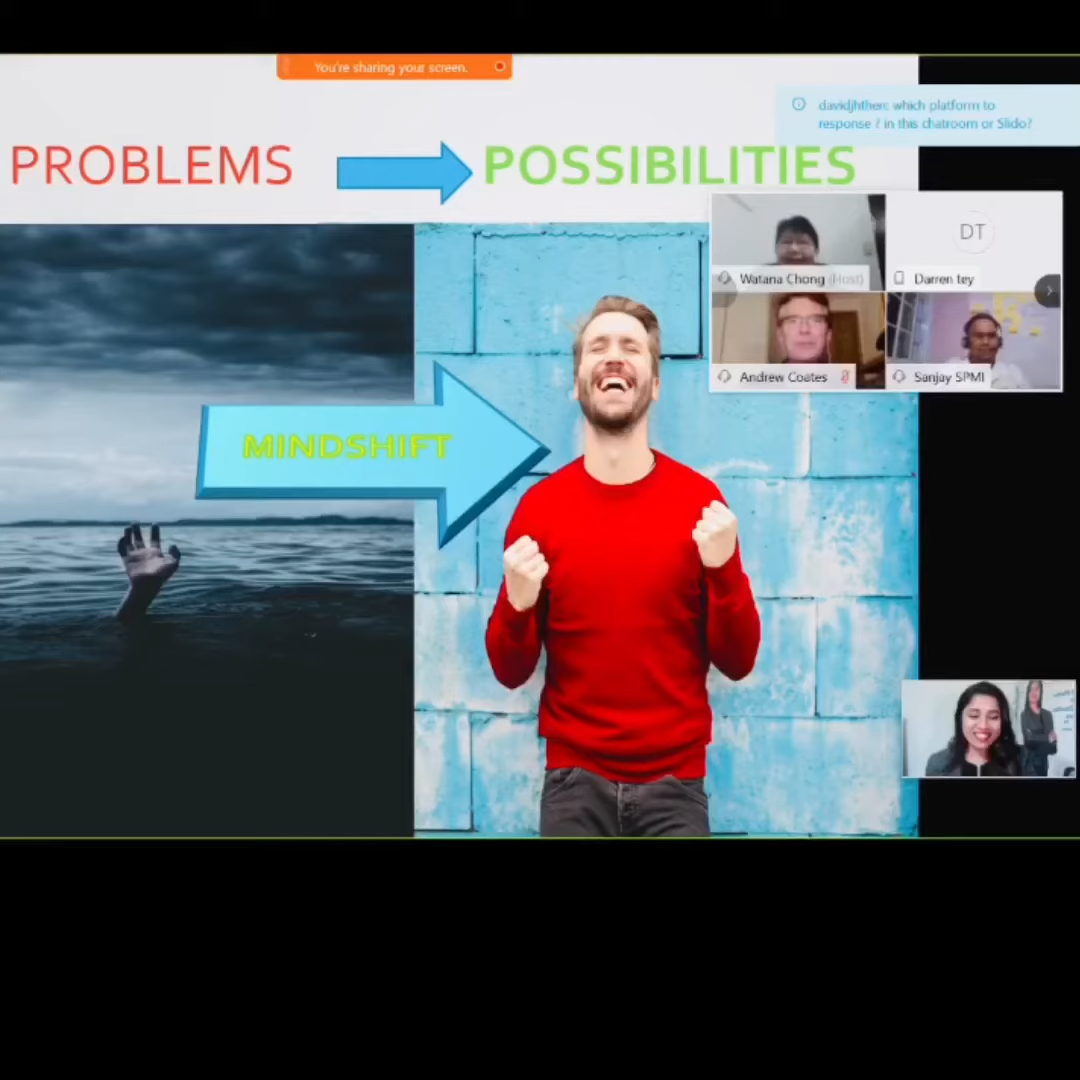 You're sharing your screen.
davidjhtherc which platform to
response ? in this chatroom or Slido?
PROBLEMS
POSSIBILITIES
DT
Watana Chong (Host)
Darren tey
Andrew Coates
Sanjay SPMI
MINDSHIFT